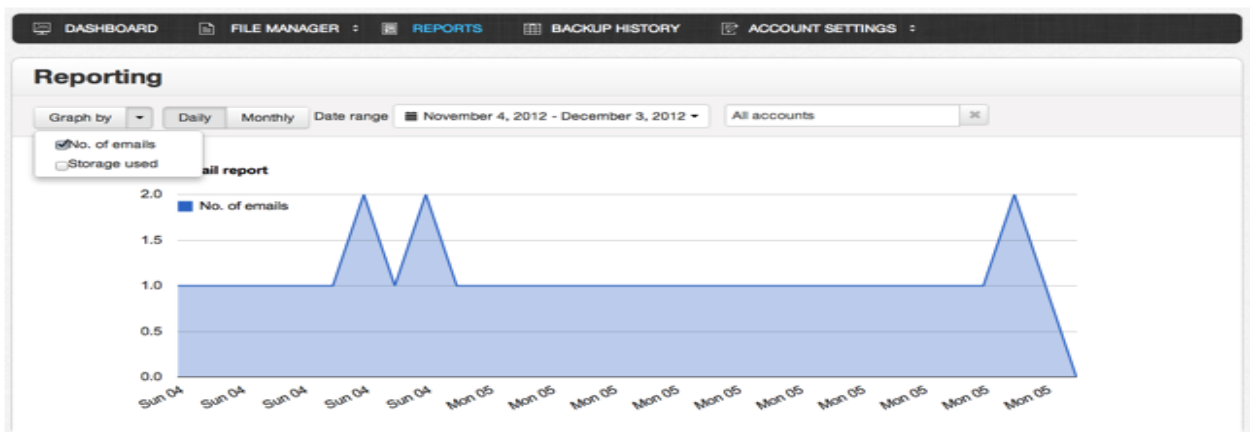 DASHBOARD FILE MANAGER REPORTS BACKUP HISTORY ACCOUNT SETTINGS
Reporting
Graph by Daily Monthly Date range November 4, 2012 - December 3, 2012 All accounts
No. of emails
Storage used
ail report
2.0
No. of emails
1.5
1.0
0.5
0.0
Sun 04 Sun 04 Sun 04 Sun 04 Sun 04 Mon 05 Mon 05 Mon 05 Mon 05 Mon 05 Mon 05 Mon 05 Mon 05 Mon 05 Mon 05